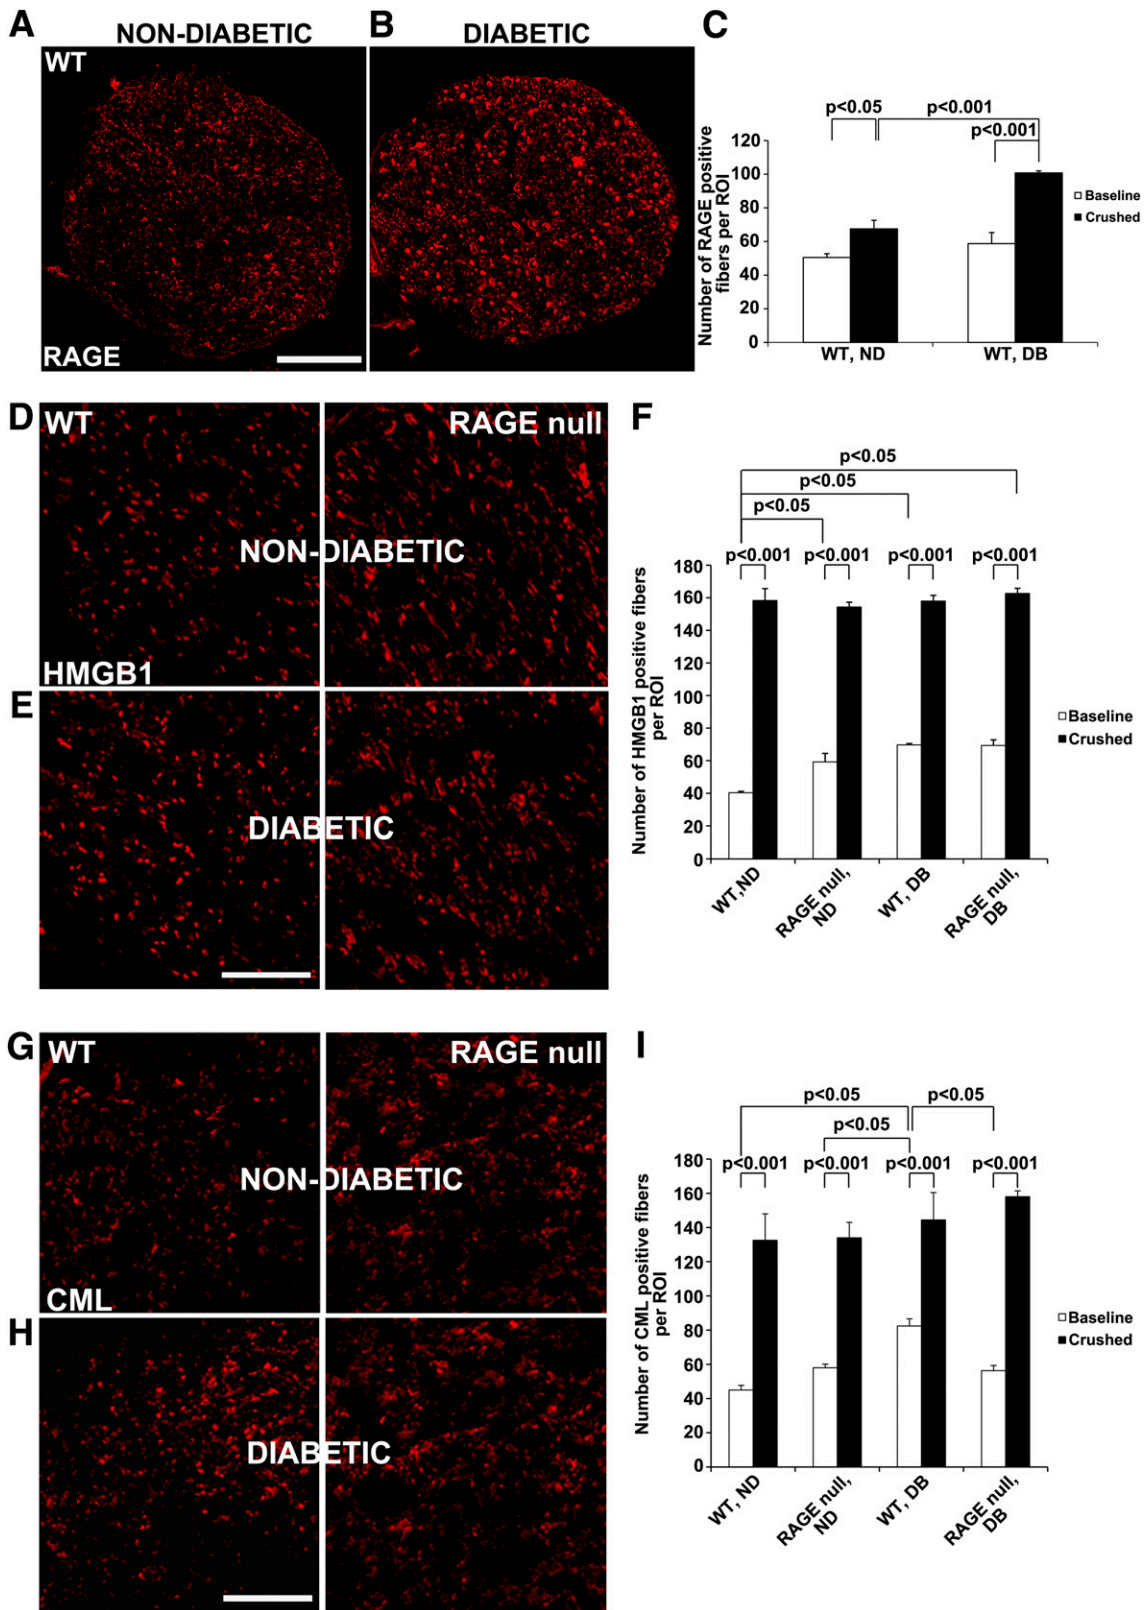 A
NON-DIABETIC
B
DIABETIC
WT
RAGE
C
p<0.05
p<0.001
p<0.001
Number of RAGE positive
fibers per ROI
120
100
80
60
40
20
0
WT, ND
WT, DB
Baseline
Crushed
D
WT
RAGE null
NON-DIABETIC
HMGB1
E
DIABETIC
F
p<0.05
p<0.05
p<0.05
p<0.001
p<0.001
p<0.001
p<0.001
Number of HMGB1 positive fibers
per ROI
180
160
140
120
100
80
60
40
20
0
WT,ND
RAGE null,
ND
WT, DB
RAGE null,
DB
Baseline
Crushed
G
WT
RAGE null
NON-DIABETIC
CML
H
DIABETIC
I
p<0.05
p<0.05
p<0.05
p<0.001
p<0.001
p<0.001
p<0.001
Number of CML positive fibers
per ROI
180
160
140
120
100
80
60
40
20
0
WT, ND
RAGE null,
ND
WT, DB
RAGE null,
DB
Baseline
Crushed